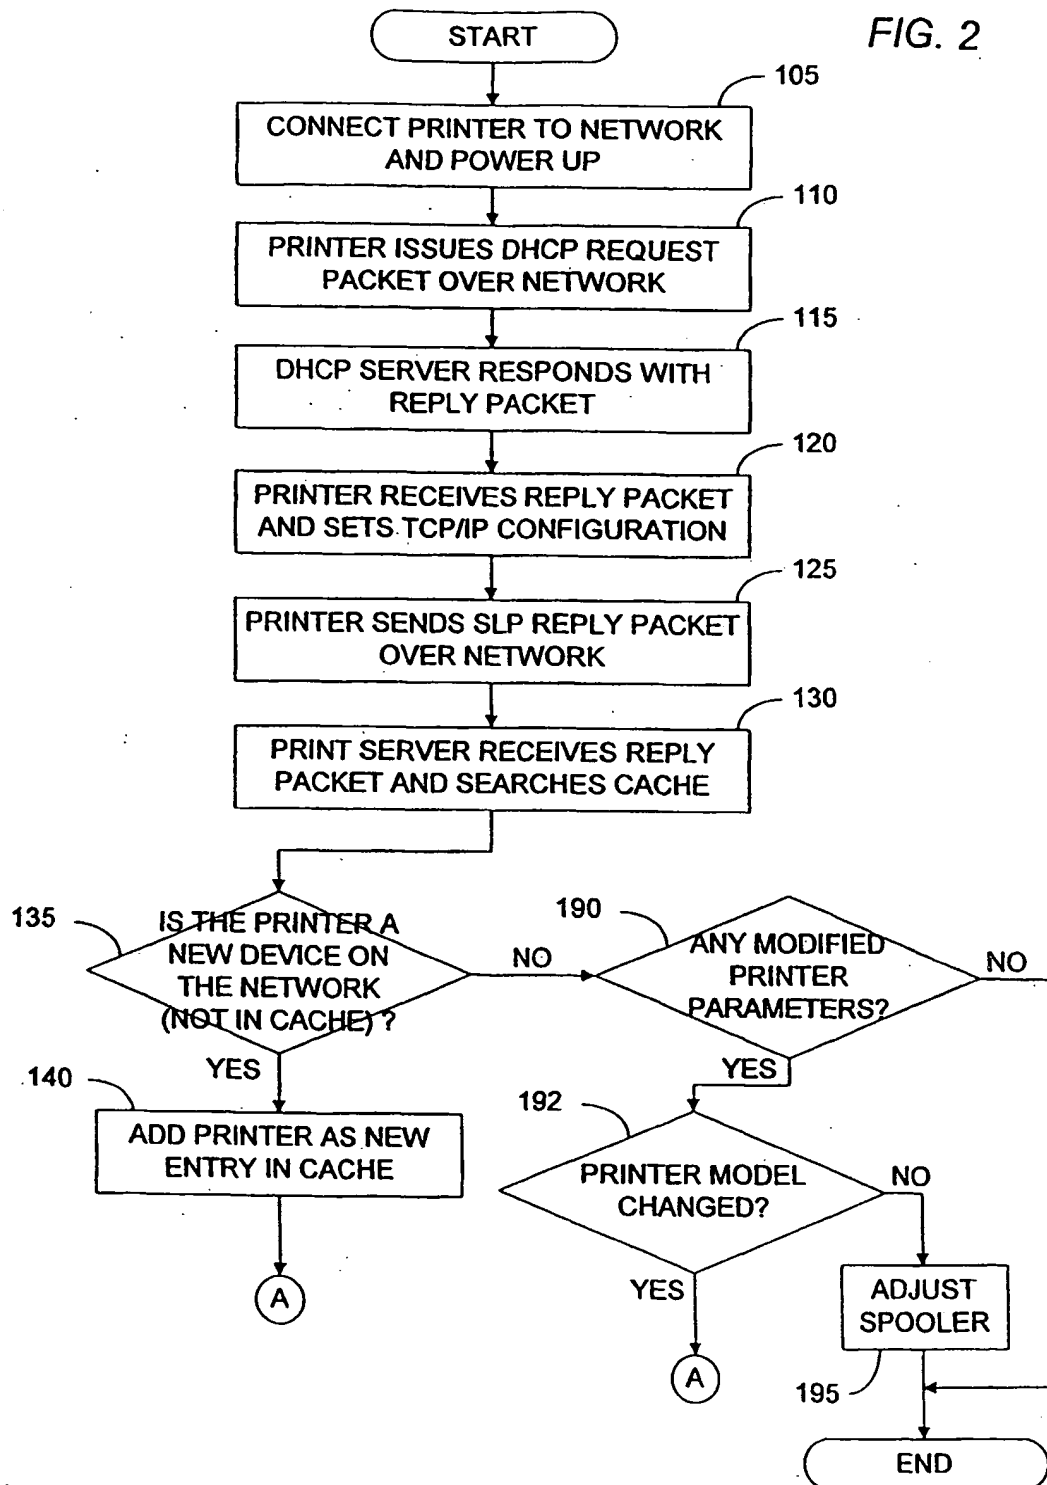 START
FIG. 2
105
CONNECT PRINTER TO NETWORK
AND POWER UP
110
PRINTER ISSUES DHCP REQUEST
PACKET OVER NETWORK
115
DHCP SERVER RESPONDS WITH
REPLY PACKET
120
PRINTER RECEIVES REPLY PACKET
AND SETS TCP/IP CONFIGURATION
125
PRINTER SENDS SLP REPLY PACKET
OVER NETWORK
130
PRINT SERVER RECEIVES REPLY
PACKET AND SEARCHES CACHE
135
IS THE PRINTER A
NEW DEVICE ON
THE NETWORK
(NOT IN CACHE) ?
NO
190
ANY MODIFIED
PRINTER
PARAMETERS?
NO
YES
YES
140
ADD PRINTER AS NEW
ENTRY IN CACHE
192
PRINTER MODEL
CHANGED?
NO
YES
A
ADJUST
SPOOLER
A
195
END